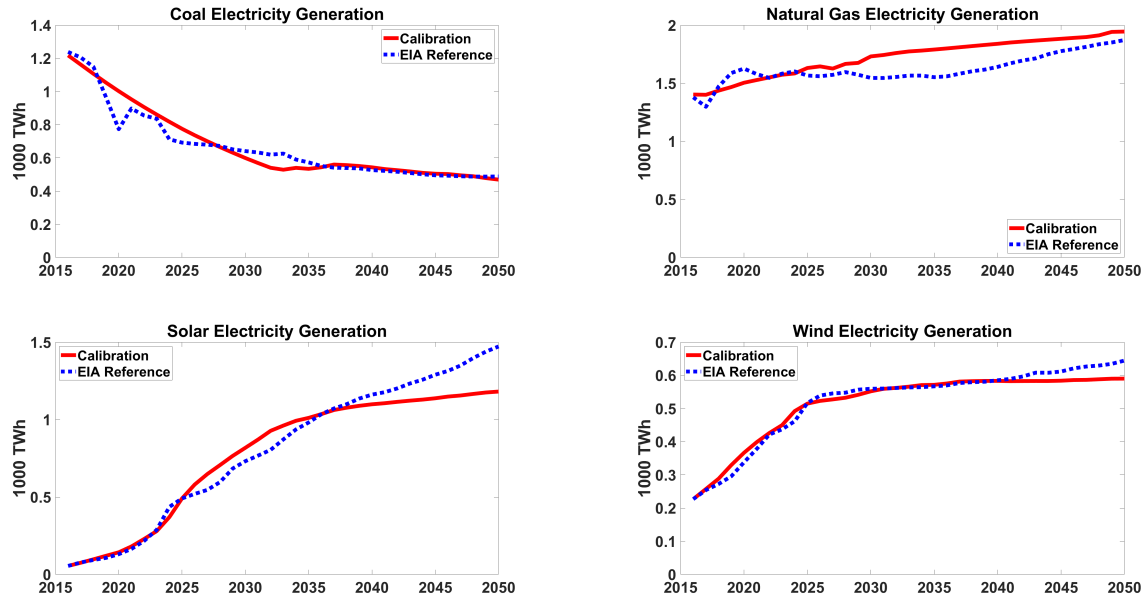 Coal Electricity Generation
1000 TWh
1.4
1.2
1
0.8
0.6
0.4
0.2
0
Calibration
EIA Reference
2015 2020 2025 2030 2035 2040 2045 2050
Natural Gas Electricity Generation
1000 TWh
2
1.5
1
0.5
0
Calibration
EIA Reference
2015 2020 2025 2030 2035 2040 2045 2050
Solar Electricity Generation
1000 TWh
1.5
1
0.5
0
Calibration
EIA Reference
2015 2020 2025 2030 2035 2040 2045 2050
Wind Electricity Generation
1000 TWh
0.7
0.6
0.5
0.4
0.3
0.2
0.1
0
Calibration
EIA Reference
2015 2020 2025 2030 2035 2040 2045 2050